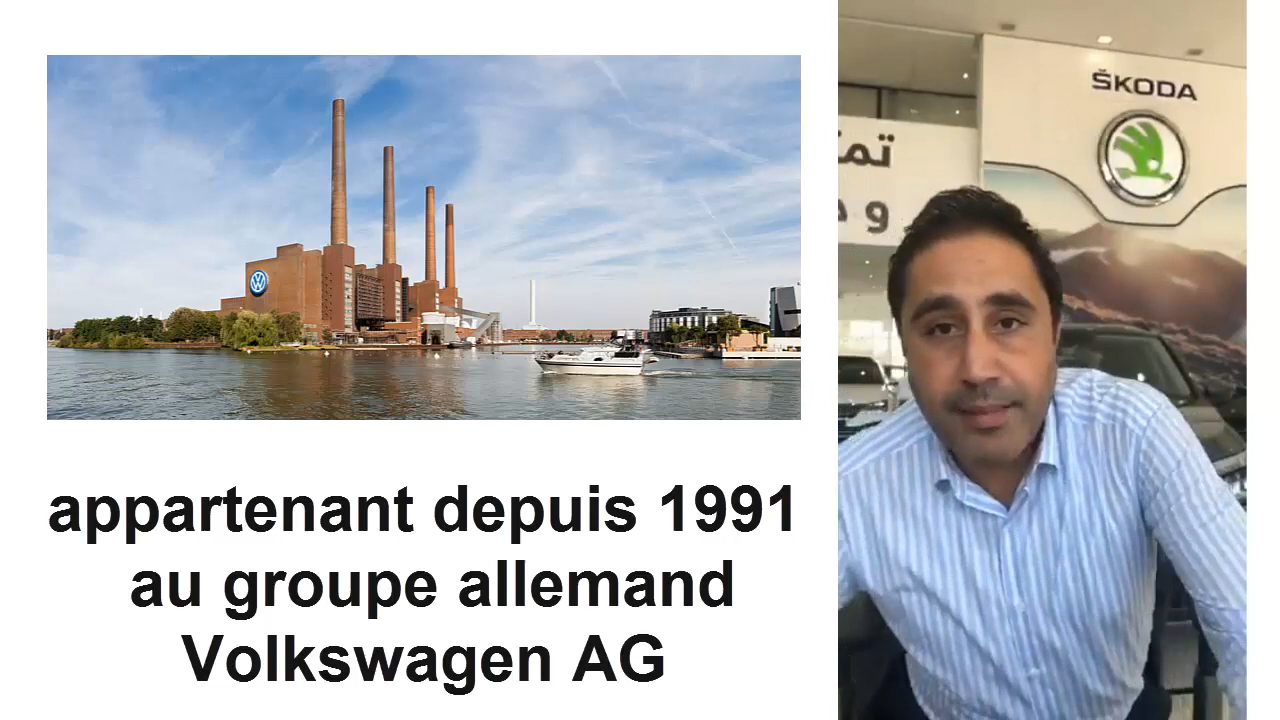 appartenant depuis 1991
au groupe allemand
Volkswagen AG
ŠKODA